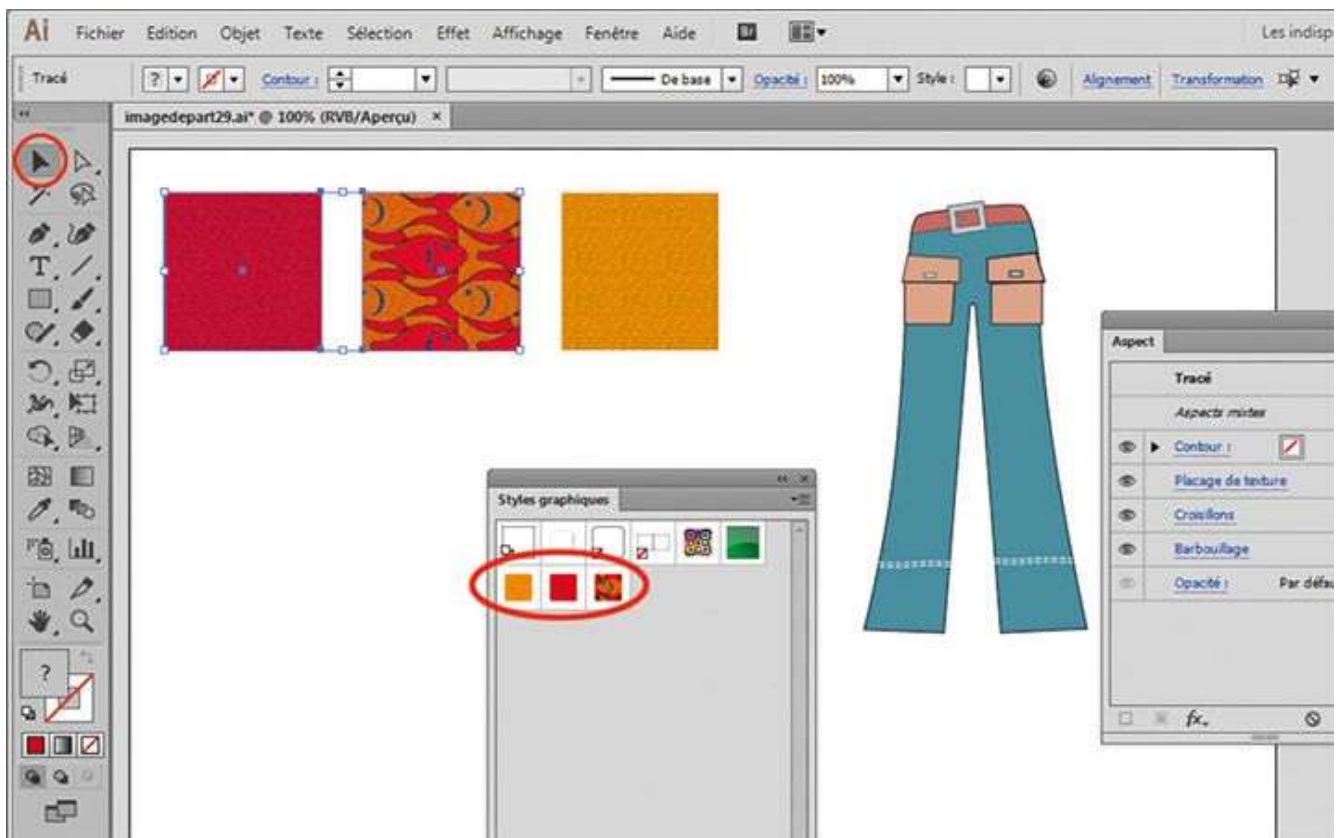 Ai Fichier Edition Objet Texte Sélection Effet Affichage Fenêtre Aide Br Les indisp
Tracé ? Contour : De base Opacité : 100% Style : Alignement Transformation
imagedepart29.ai* @ 100% (RVB/Aperçu) ×
Aspect
Tracé
Aspects mixtes
Contour :
Placage de texture
Croisillons
Barbouillage
Opacité : Par défau
fx.
Styles graphiques
?